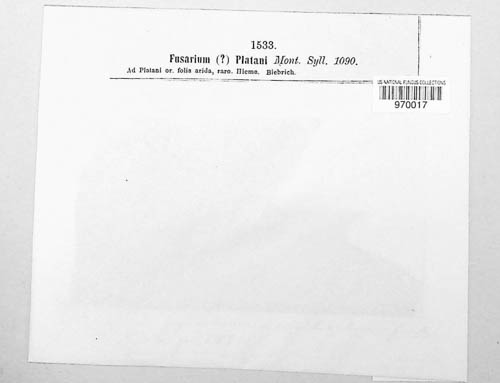 1533.
Fusarium (?) Platani Mont. Syll. 1090.
Ad Platani or. folia arida, raro. Hieme. Biebrich.
US NATIONAL FUNGUS COLLECTIONS
970017